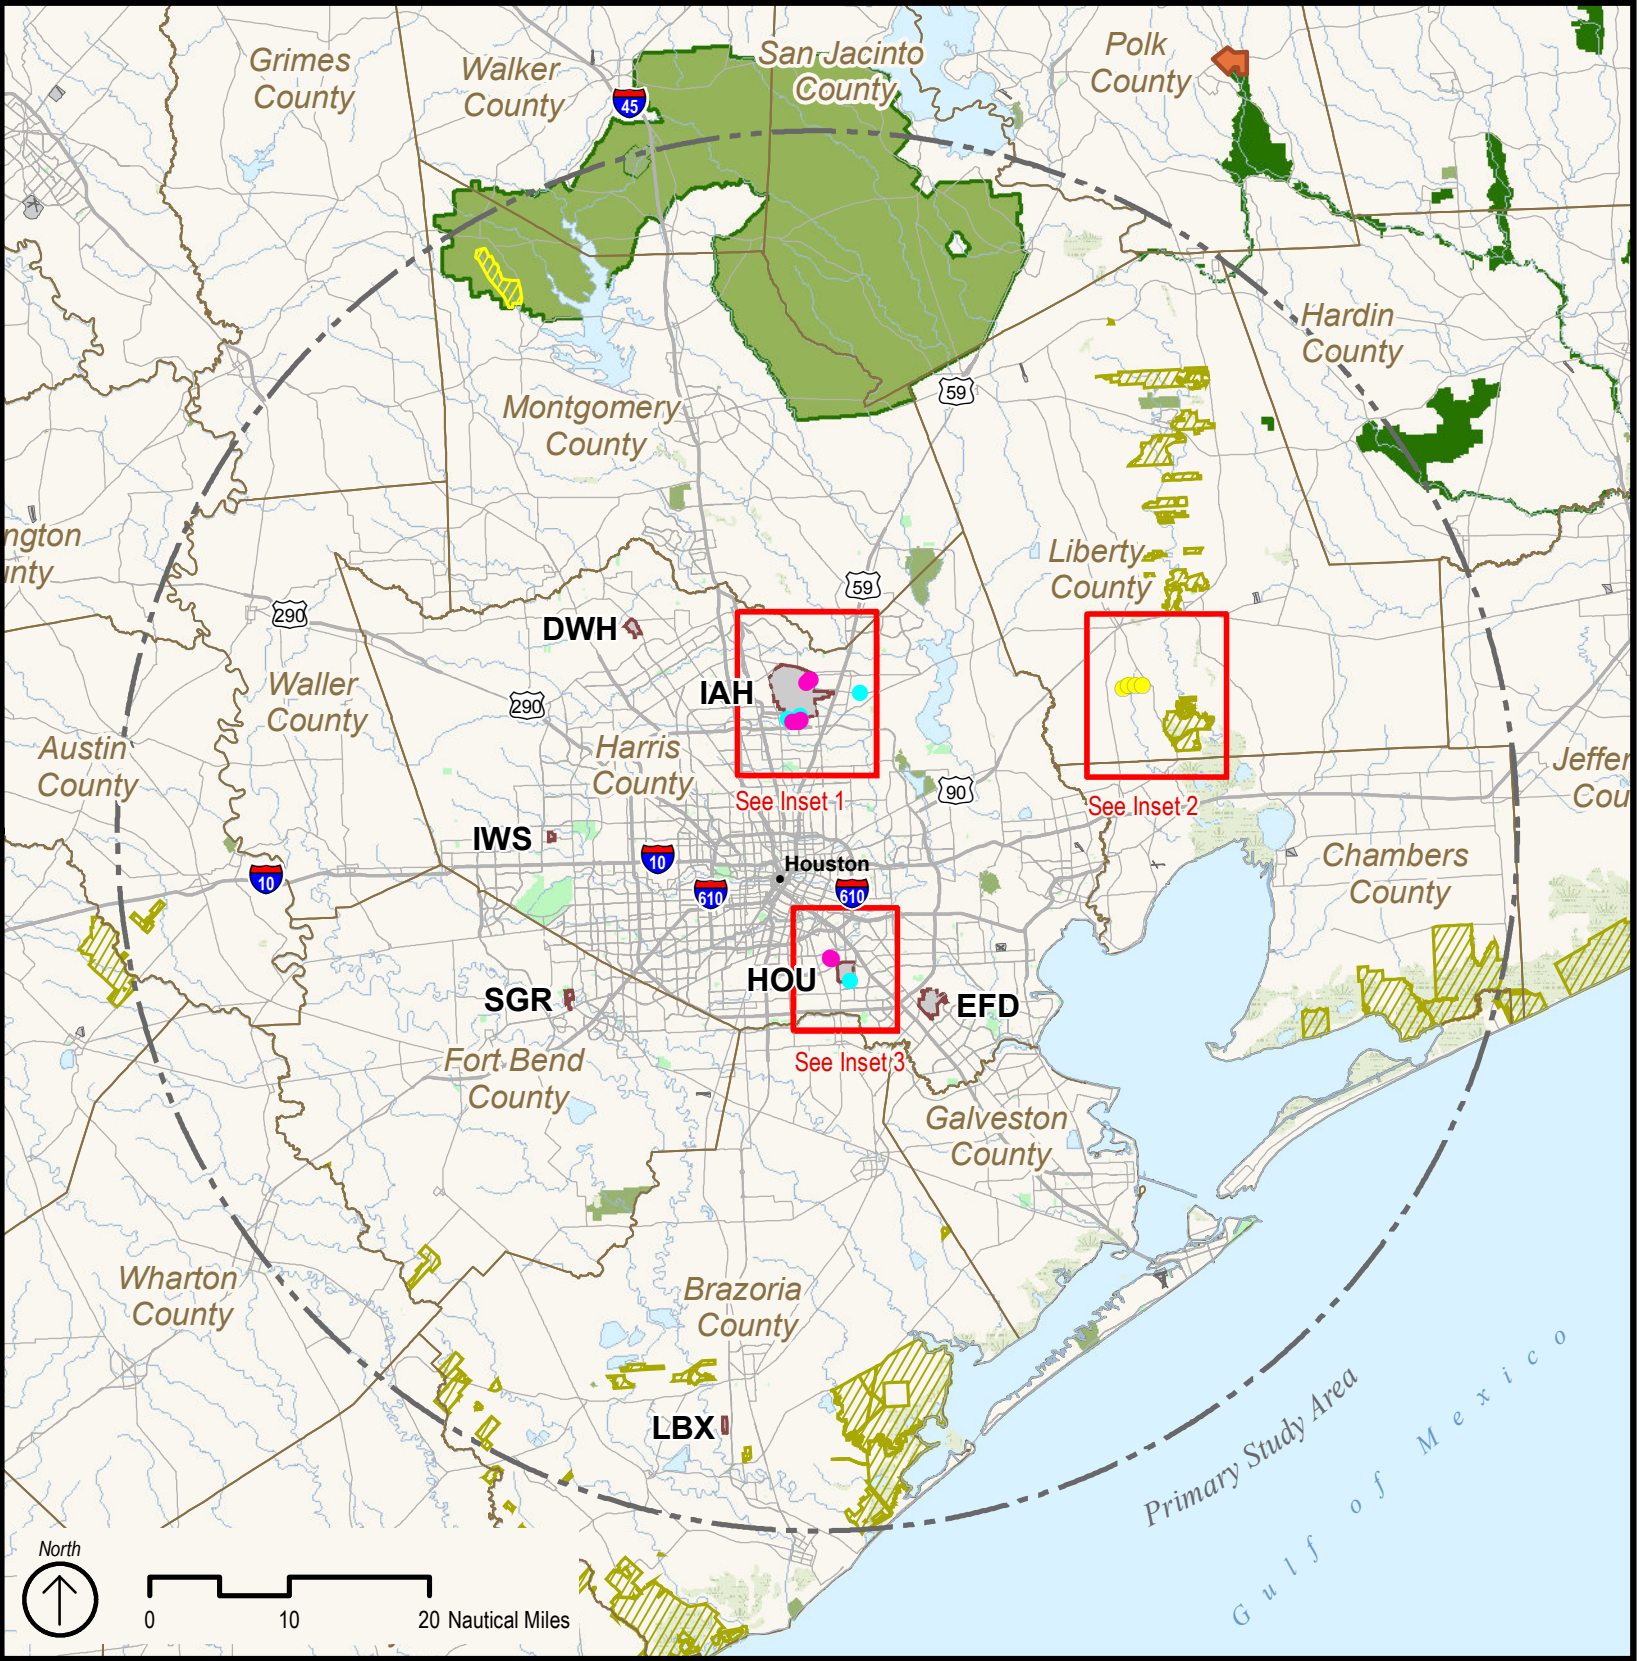 Grimes
County
Walker
County
San Jacinto
County
Polk
County
45
Hardin
County
59
Montgomery
County
ngton
unty
Liberty
County
59
290
DWH
IAH
Waller
County
290
Harris
County
Austin
County
Jeffer
Cou
90
See Inset 1
See Inset 2
IWS
10
Houston
Chambers
County
10
610
610
HOU
SGR
EFD
See Inset 3
Fort Bend
County
Galveston
County
Wharton
County
Brazoria
County
LBX
Primary Study Area
Gulf of Mexico
North
0 10 20 Nautical Miles